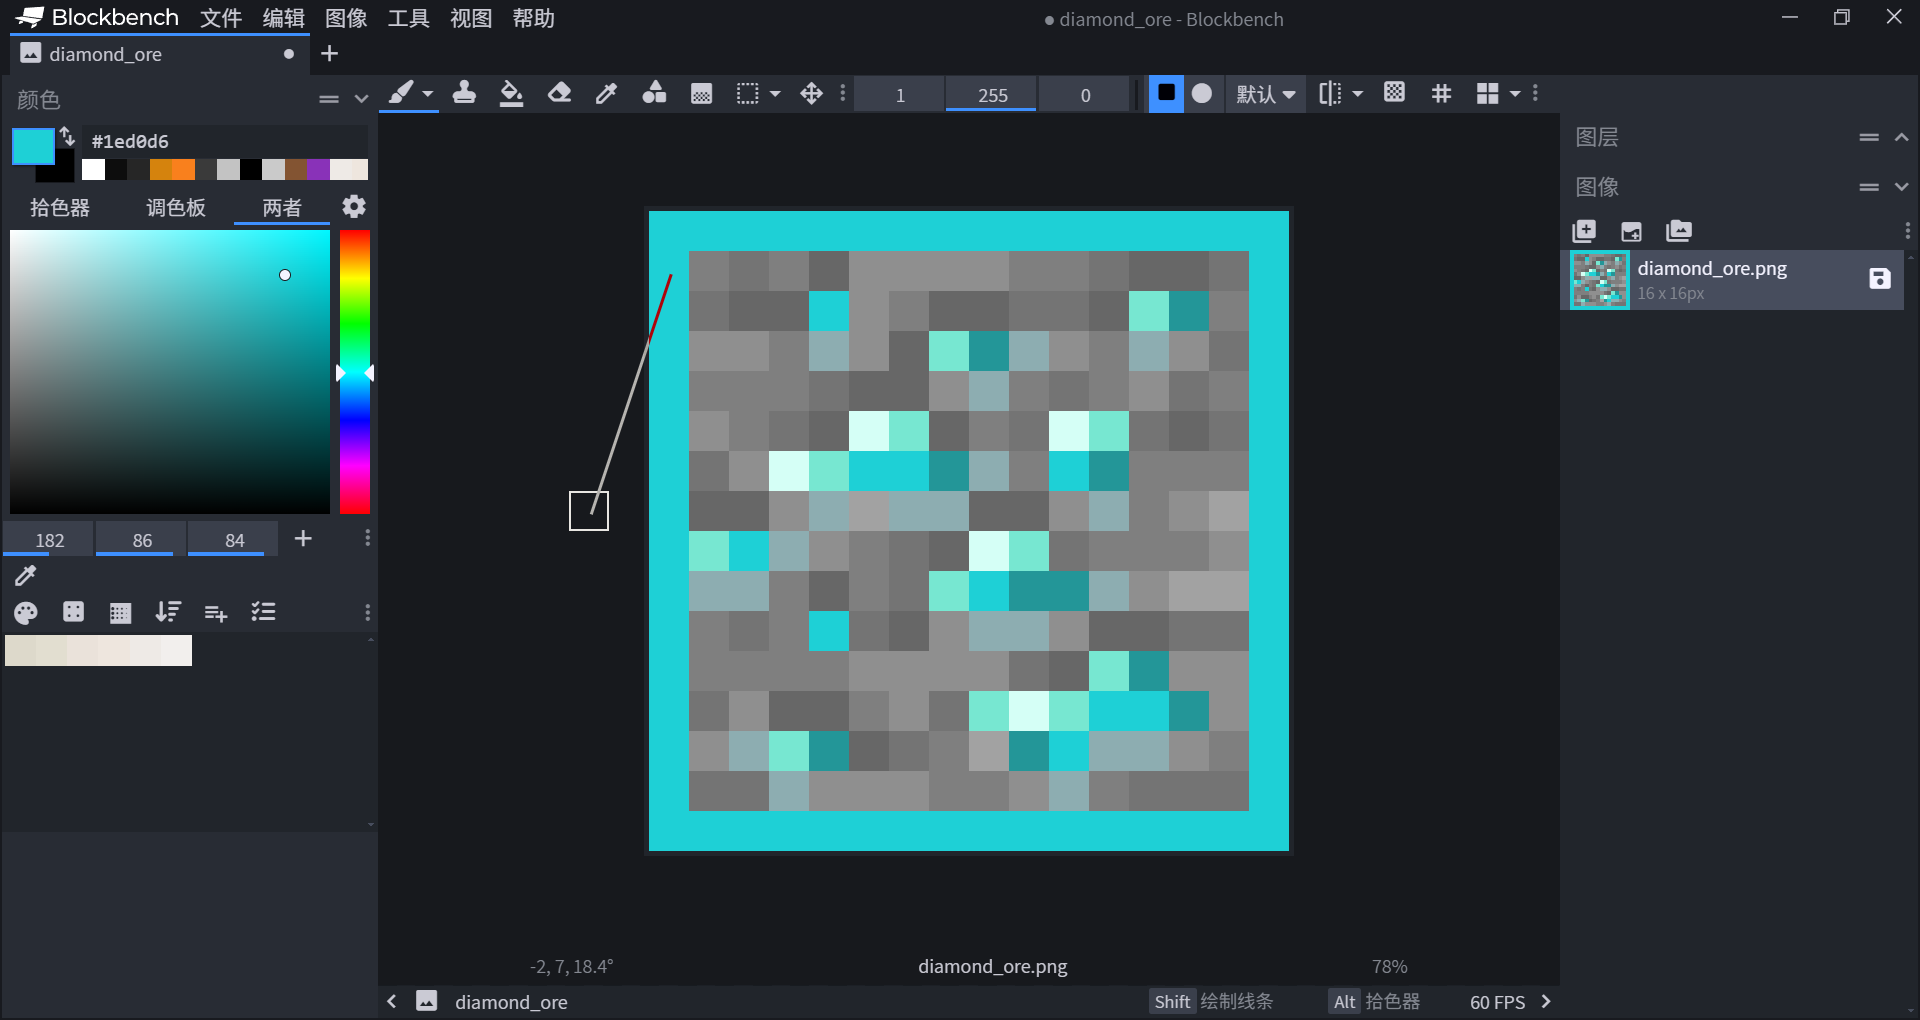 Blockbench 文件 编辑 图像 工具 视图 帮助
diamond_ore - Blockbench
diamond_ore
颜色
1 255 0
默认
#1ed0d6
图层
图像
拾色器 调色板 两者
diamond_ore.png
16 x 16px
182 86 84
-2, 7, 18.4°
diamond_ore.png
78%
diamond_ore
Shift 绘制线条
Alt 拾色器
60 FPS